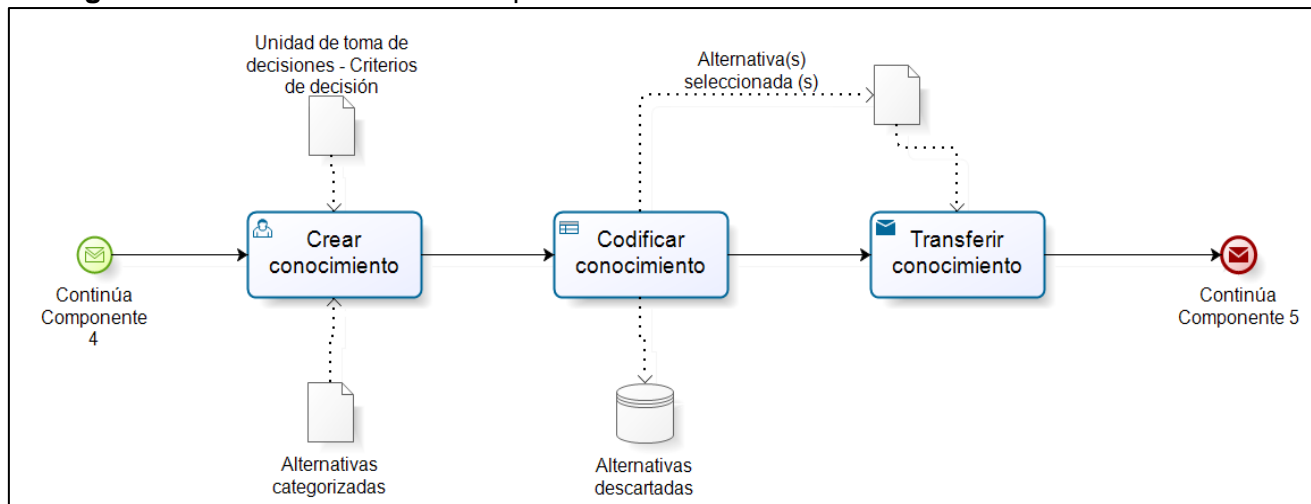 Unidad de toma de
decisiones - Criterios
de decisión
Alternativa(s)
seleccionada (s)
Crear
conocimiento
Codificar
conocimiento
Transferir
conocimiento
Continúa
Componente
4
Continúa
Componente 5
Alternativas
categorizadas
Alternativas
descartadas